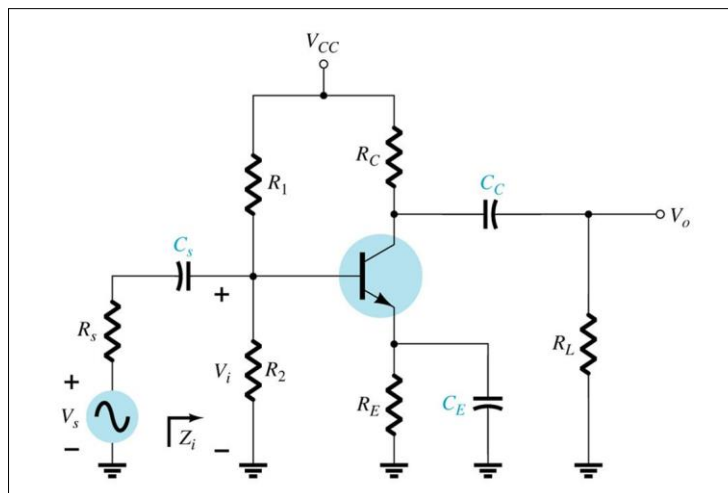 V_CC
R_C
C_C
R_1
V_o
C_s
+
R_s
V_i
R_2
R_L
+
V_s
R_E
C_E
Z_i
−
−